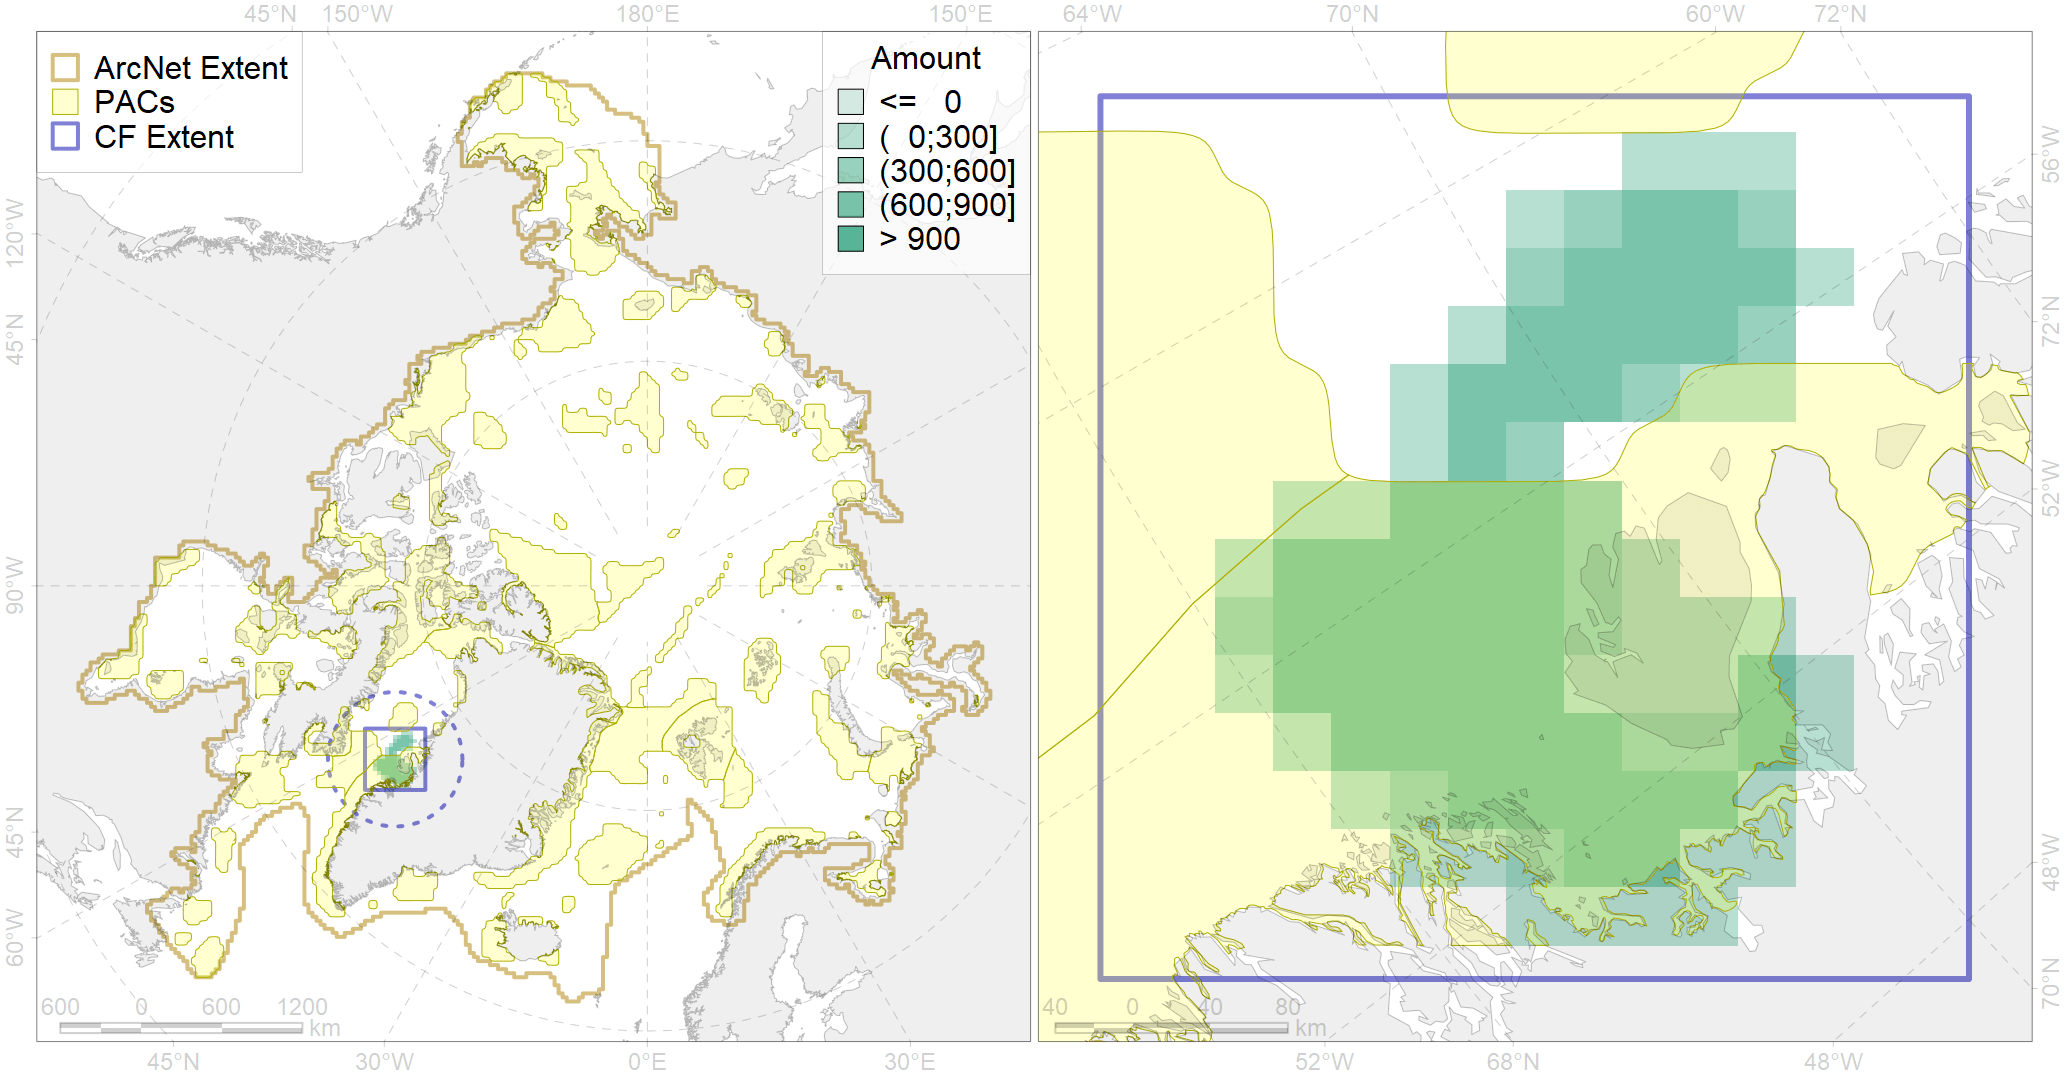 45°N 150°W 180°E 150°E 64°W 70°N 60°W 72°N
ArcNet Extent
PACs
CF Extent
Amount
<= 0
( 0;300]
(300;600]
(600;900]
> 900
120°W
45°N
90°W
45°N
60°W
56°W
72°N
52°W
48°W
70°N
600 0 600 1200
km
40 0 40 80
km
45°N 30°W 0°E 30°E 52°W 68°N 48°W